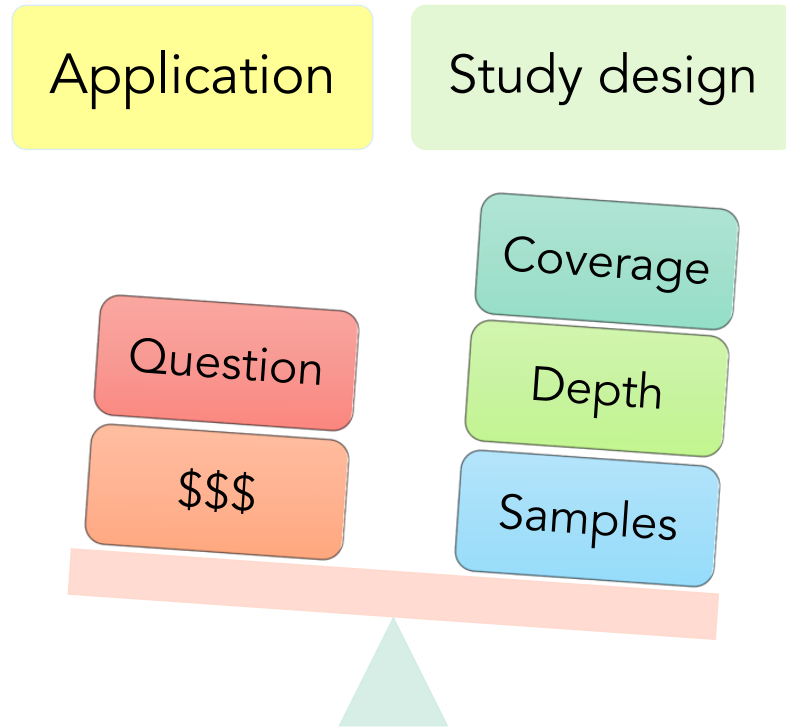 Application
Study design
Question
$$$
Coverage
Depth
Samples